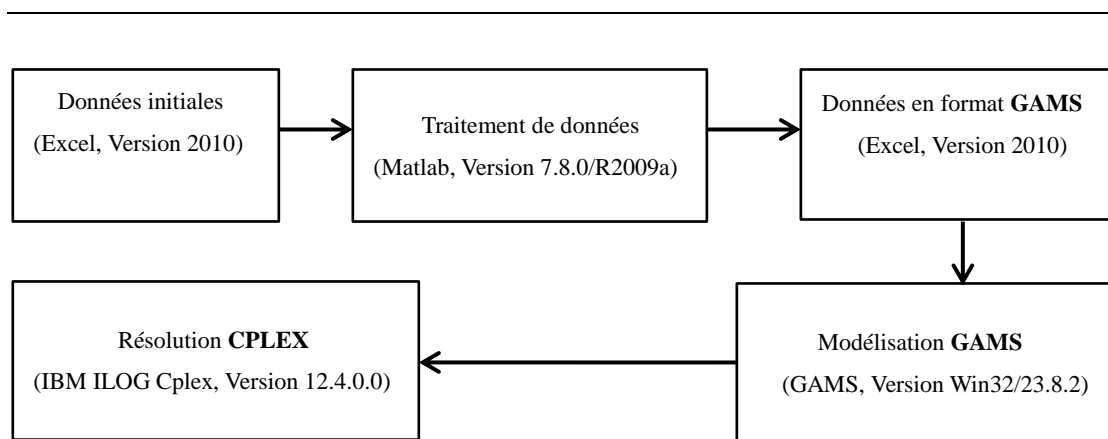 Données initiales
(Excel, Version 2010)
Traitement de données
(Matlab, Version 7.8.0/R2009a)
Données en format GAMS
(Excel, Version 2010)
Modélisation GAMS
(GAMS, Version Win32/23.8.2)
Résolution CPLEX
(IBM ILOG Cplex, Version 12.4.0.0)